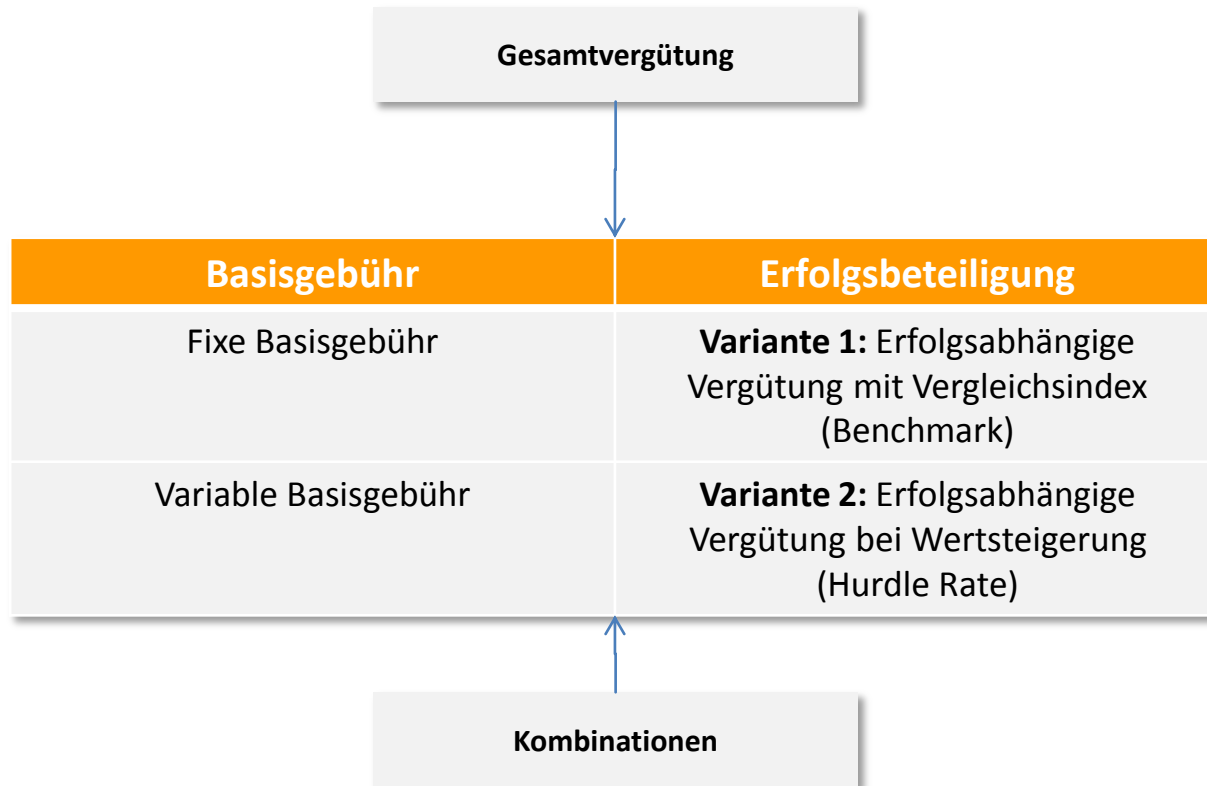 Gesamtvergütung
Basisgebühr
Erfolgsbeteiligung
Fixe Basisgebühr
Variante 1: Erfolgsabhängige
Vergütung mit Vergleichsindex
(Benchmark)
Variable Basisgebühr
Variante 2: Erfolgsabhängige
Vergütung bei Wertsteigerung
(Hurdle Rate)
Kombinationen